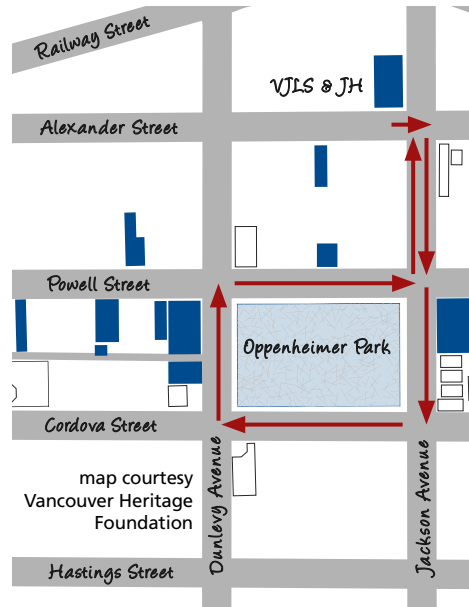 Railway Street
VJLS & JH
Alexander Street
Powell Street
Oppenheimer Park
Cordova Street
map courtesy
Vancouver Heritage
Foundation
Dunlevy Avenue
Jackson Avenue
Hastings Street